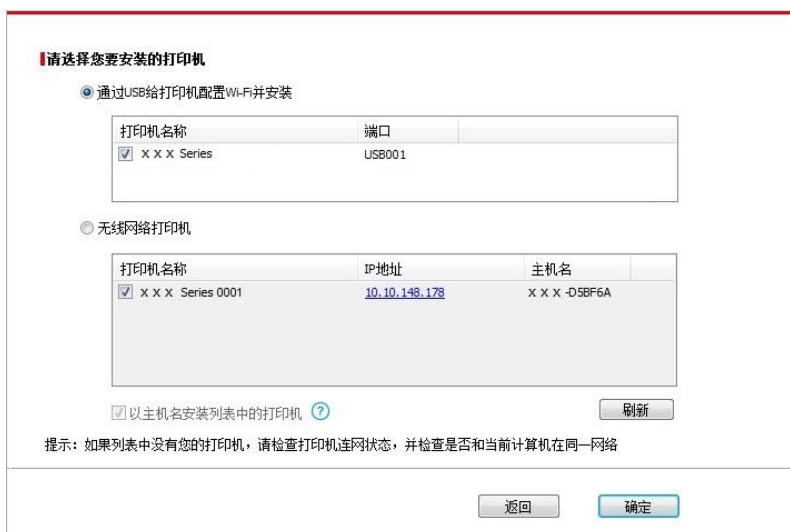 请选择您要安装的打印机
通过USB给打印机配置Wi-Fi并安装
打印机名称 端口
X X X Series USB001
无线网络打印机
打印机名称 IP地址 主机名
X X X Series 0001 10.10.148.178 X X X -D5BF6A
以主机名安装列表中的打印机 ?
刷新
提示：如果列表中没有您的打印机，请检查打印机连网状态，并检查是否和当前计算机在同一网络
返回 确定